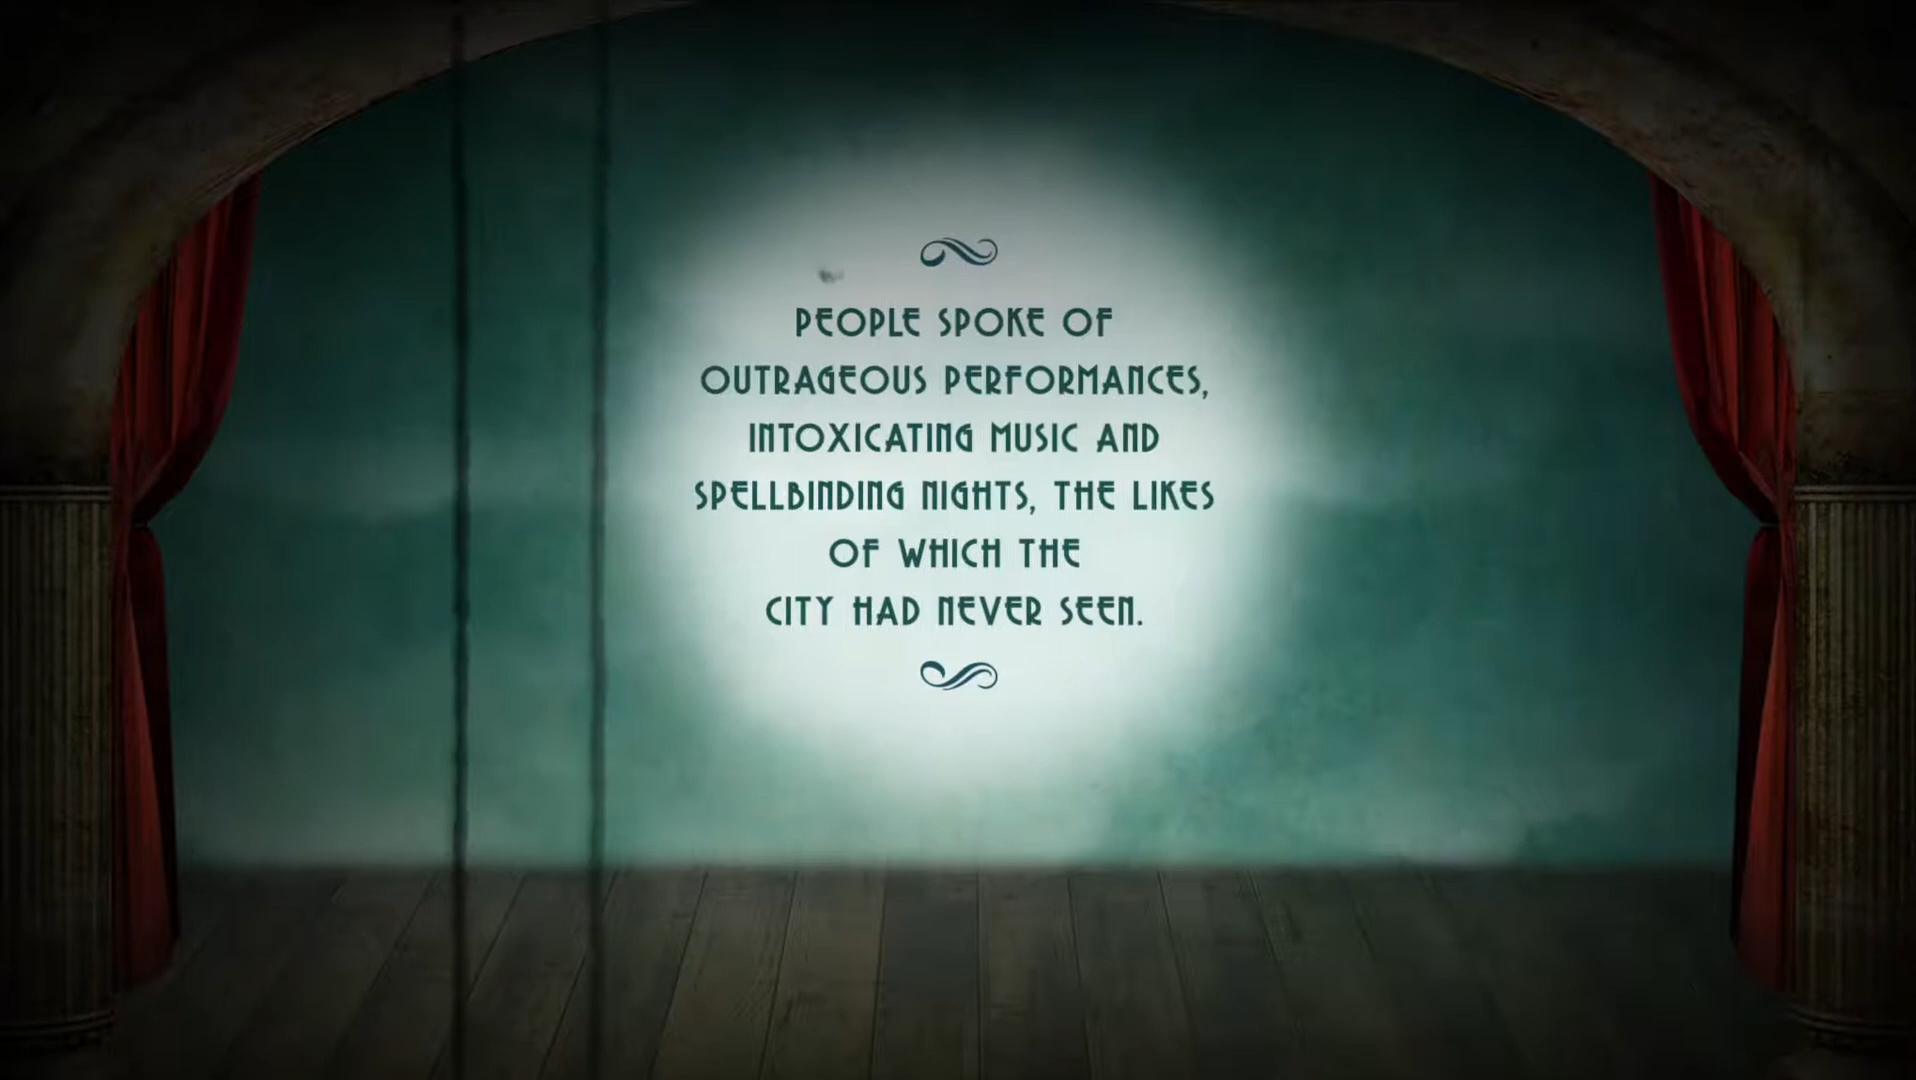 PEOPLE SPOKE OF
OUTRAGEOUS PERFORMANCES,
INTOXICATING MUSIC AND
SPELLBINDING NIGHTS, THE LIKES
OF WHICH THE
CITY HAD NEVER SEEN.